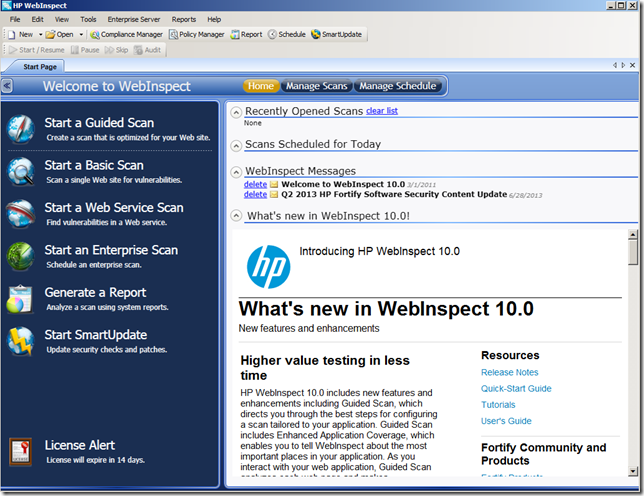 HP WebInspect
File Edit View Tools Enterprise Server Reports Help
New Open Compliance Manager Policy Manager Report Schedule SmartUpdate
Start / Resume Pause Skip Audit
Start Page
Welcome to WebInspect
Home Manage Scans Manage Schedule
Start a Guided Scan
Create a scan that is optimized for your Web site.
Start a Basic Scan
Scan a single Web site for vulnerabilities.
Start a Web Service Scan
Find vulnerabilities in a Web service.
Start an Enterprise Scan
Schedule an enterprise scan.
Generate a Report
Analyze a scan using system reports.
Start SmartUpdate
Update security checks and patches.
License Alert
License will expire in 14 days.
Recently Opened Scans clear list
None
Scans Scheduled for Today
WebInspect Messages
delete Welcome to WebInspect 10.0 3/1/2011
delete Q2 2013 HP Fortify Software Security Content Update 6/28/2013
What's new in WebInspect 10.0!
hp
Introducing HP WebInspect 10.0
What's new in WebInspect 10.0
New features and enhancements
Higher value testing in less
time
HP WebInspect 10.0 includes new features and
enhancements including Guided Scan, which
directs you through the best steps for configuring
a scan tailored to your application. Guided Scan
includes Enhanced Application Coverage, which
enables you to tell WebInspect about the most
important places in your application. As you
interact with your web application, Guided Scan
Resources
Release Notes
Quick-Start Guide
Tutorials
User's Guide
Fortify Community and
Products
Fortify Products